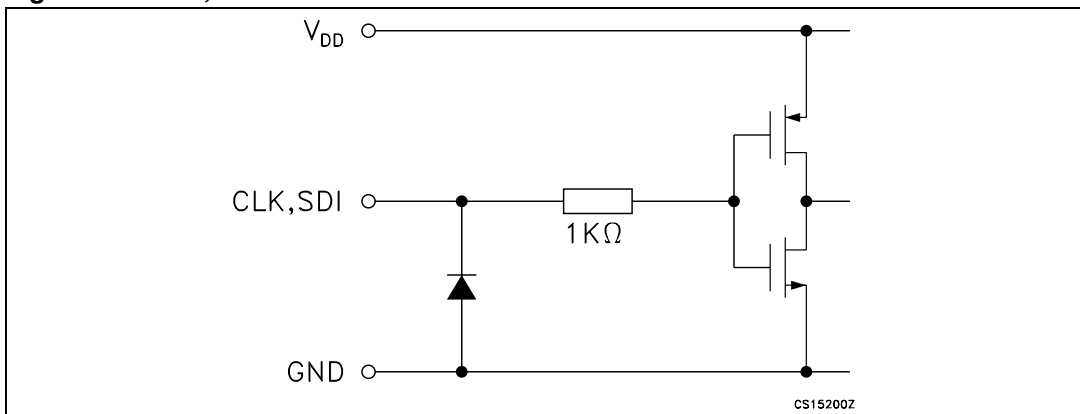 V_DD
CLK,SDI
1KΩ
GND
CS15200Z